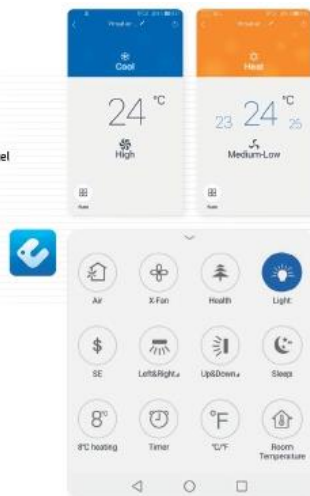 Cool
24 °C
High
Heat
23 24 °C 25
Medium-Low
Air
X-Fan
Health
Light
SE
Left&Right
Up&Down
Sleep
8℃ heating
Timer
℃/℉
Room
Temperature
8°
°F
$